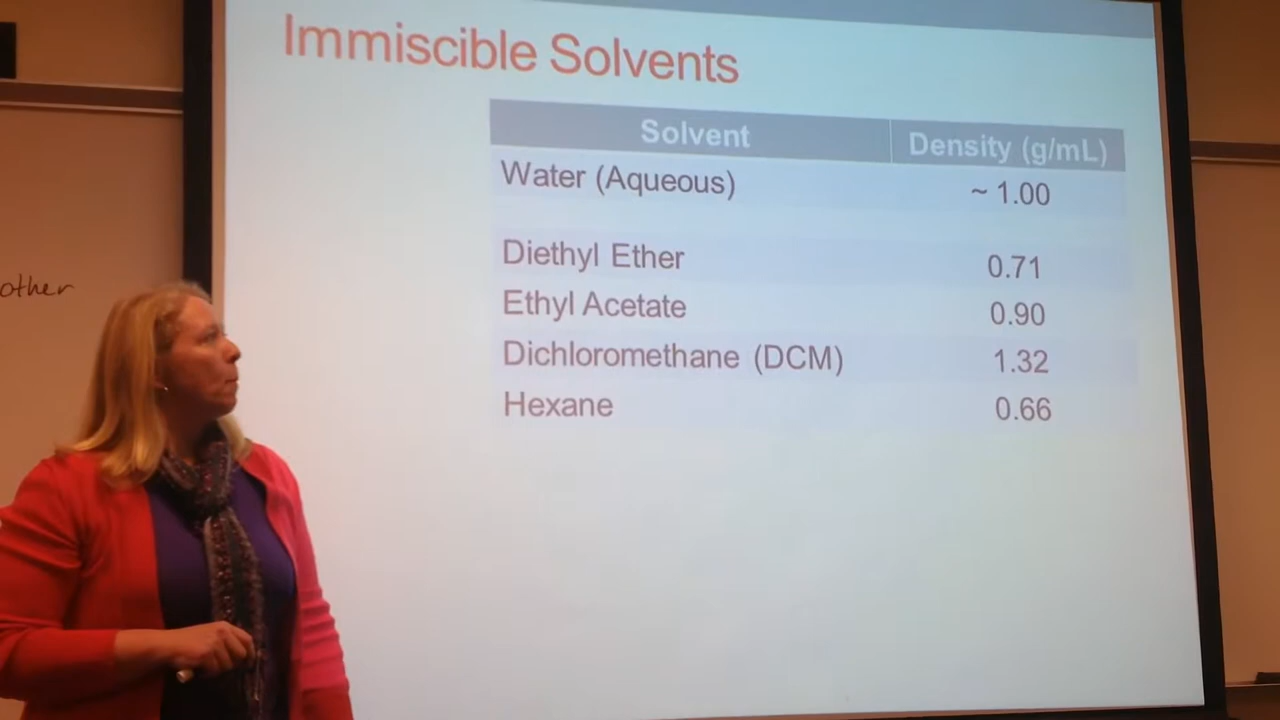 Immiscible Solvents
Solvent Density (g/mL)
Water (Aqueous) ~ 1.00
Diethyl Ether 0.71
Ethyl Acetate 0.90
Dichloromethane (DCM) 1.32
Hexane 0.66
other